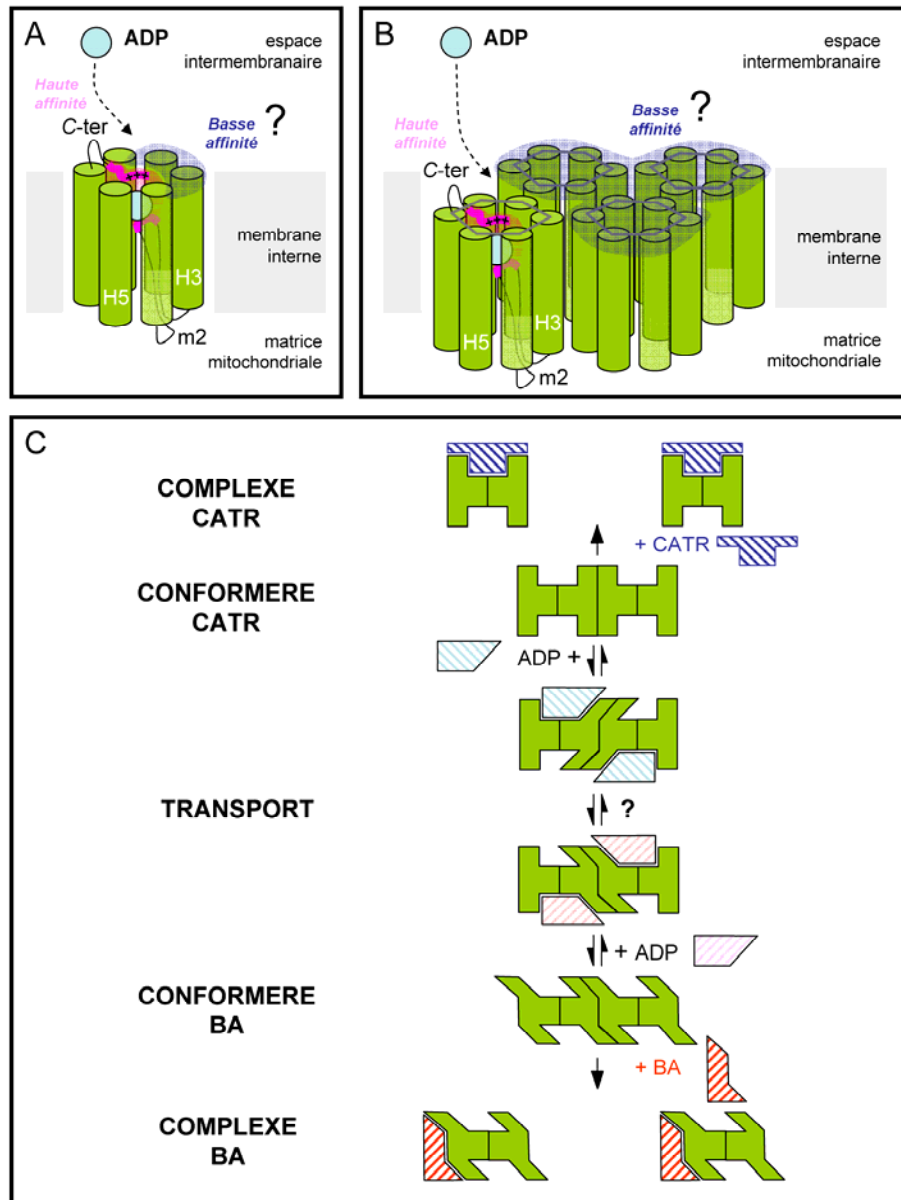 A
ADP
espace
intermembranaire
Haute
affinité
Basse
affinité
?
C-ter
membrane
interne
H5
H3
m2
matrice
mitochondriale
B
ADP
espace
intermembranaire
Haute
affinité
Basse
affinité
?
C-ter
membrane
interne
H5
H3
m2
matrice
mitochondriale
C
COMPLEXE
CATR
+ CATR
CONFORMERE
CATR
ADP +
TRANSPORT
?
+ ADP
CONFORMERE
BA
+ BA
COMPLEXE
BA